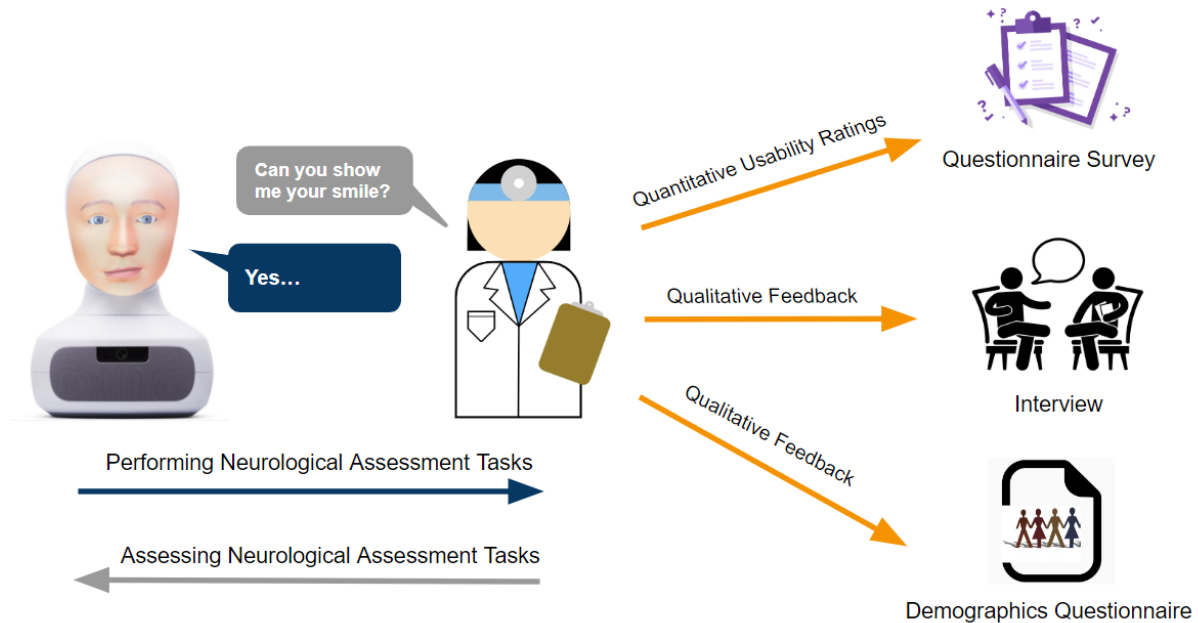 Can you show
me your smile?
Yes...
Performing Neurological Assessment Tasks
Assessing Neurological Assessment Tasks
Quantitative Usability Ratings
Questionnaire Survey
Qualitative Feedback
Interview
Qualitative Feedback
Demographics Questionnaire